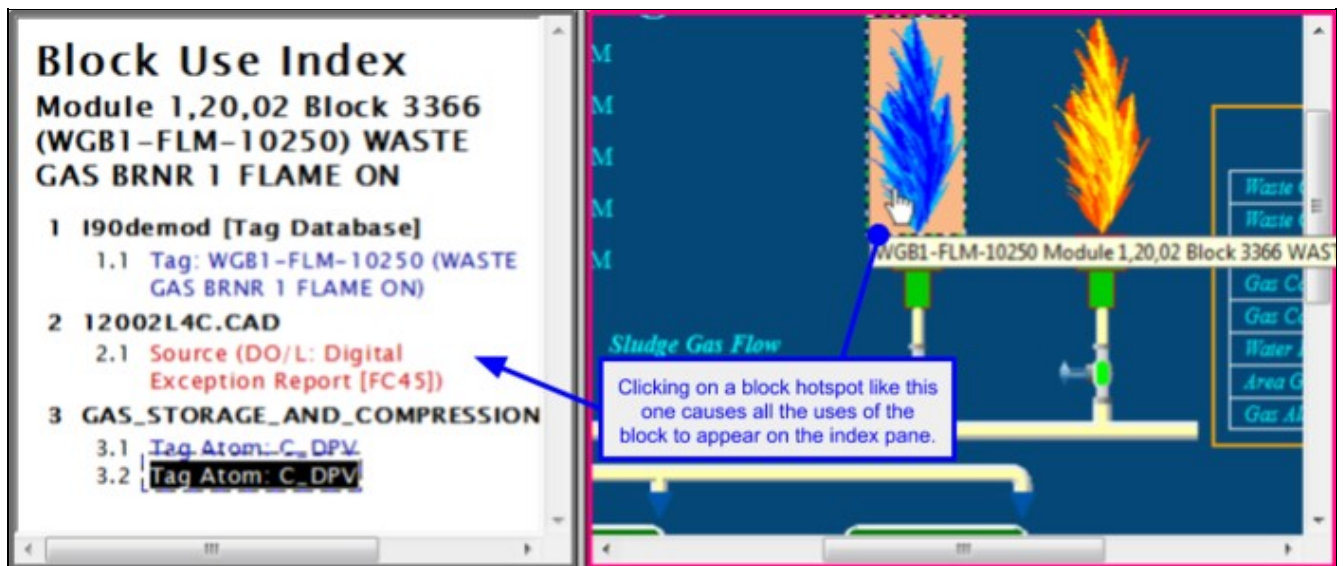 Block Use Index
Module 1,20,02 Block 3366
(WGB1-FLM-10250) WASTE
GAS BRNR 1 FLAME ON
1 I90demod [Tag Database]
1.1 Tag: WGB1-FLM-10250 (WASTE
GAS BRNR 1 FLAME ON)
2 12002L4C.CAD
2.1 Source (DO/L: Digital
Exception Report [FC45])
3 GAS_STORAGE_AND_COMPRESSION
3.1 Tag Atom: C_DPV
3.2 Tag Atom: C_DPV
M
M
M
M
M
WGB1-FLM-10250 Module 1,20,02 Block 3366 WAS
Waste
Waste
Gas
Gas
Water
Area
Gas
Sludge Gas Flow
Clicking on a block hotspot like this
one causes all the uses of the
block to appear on the index pane.